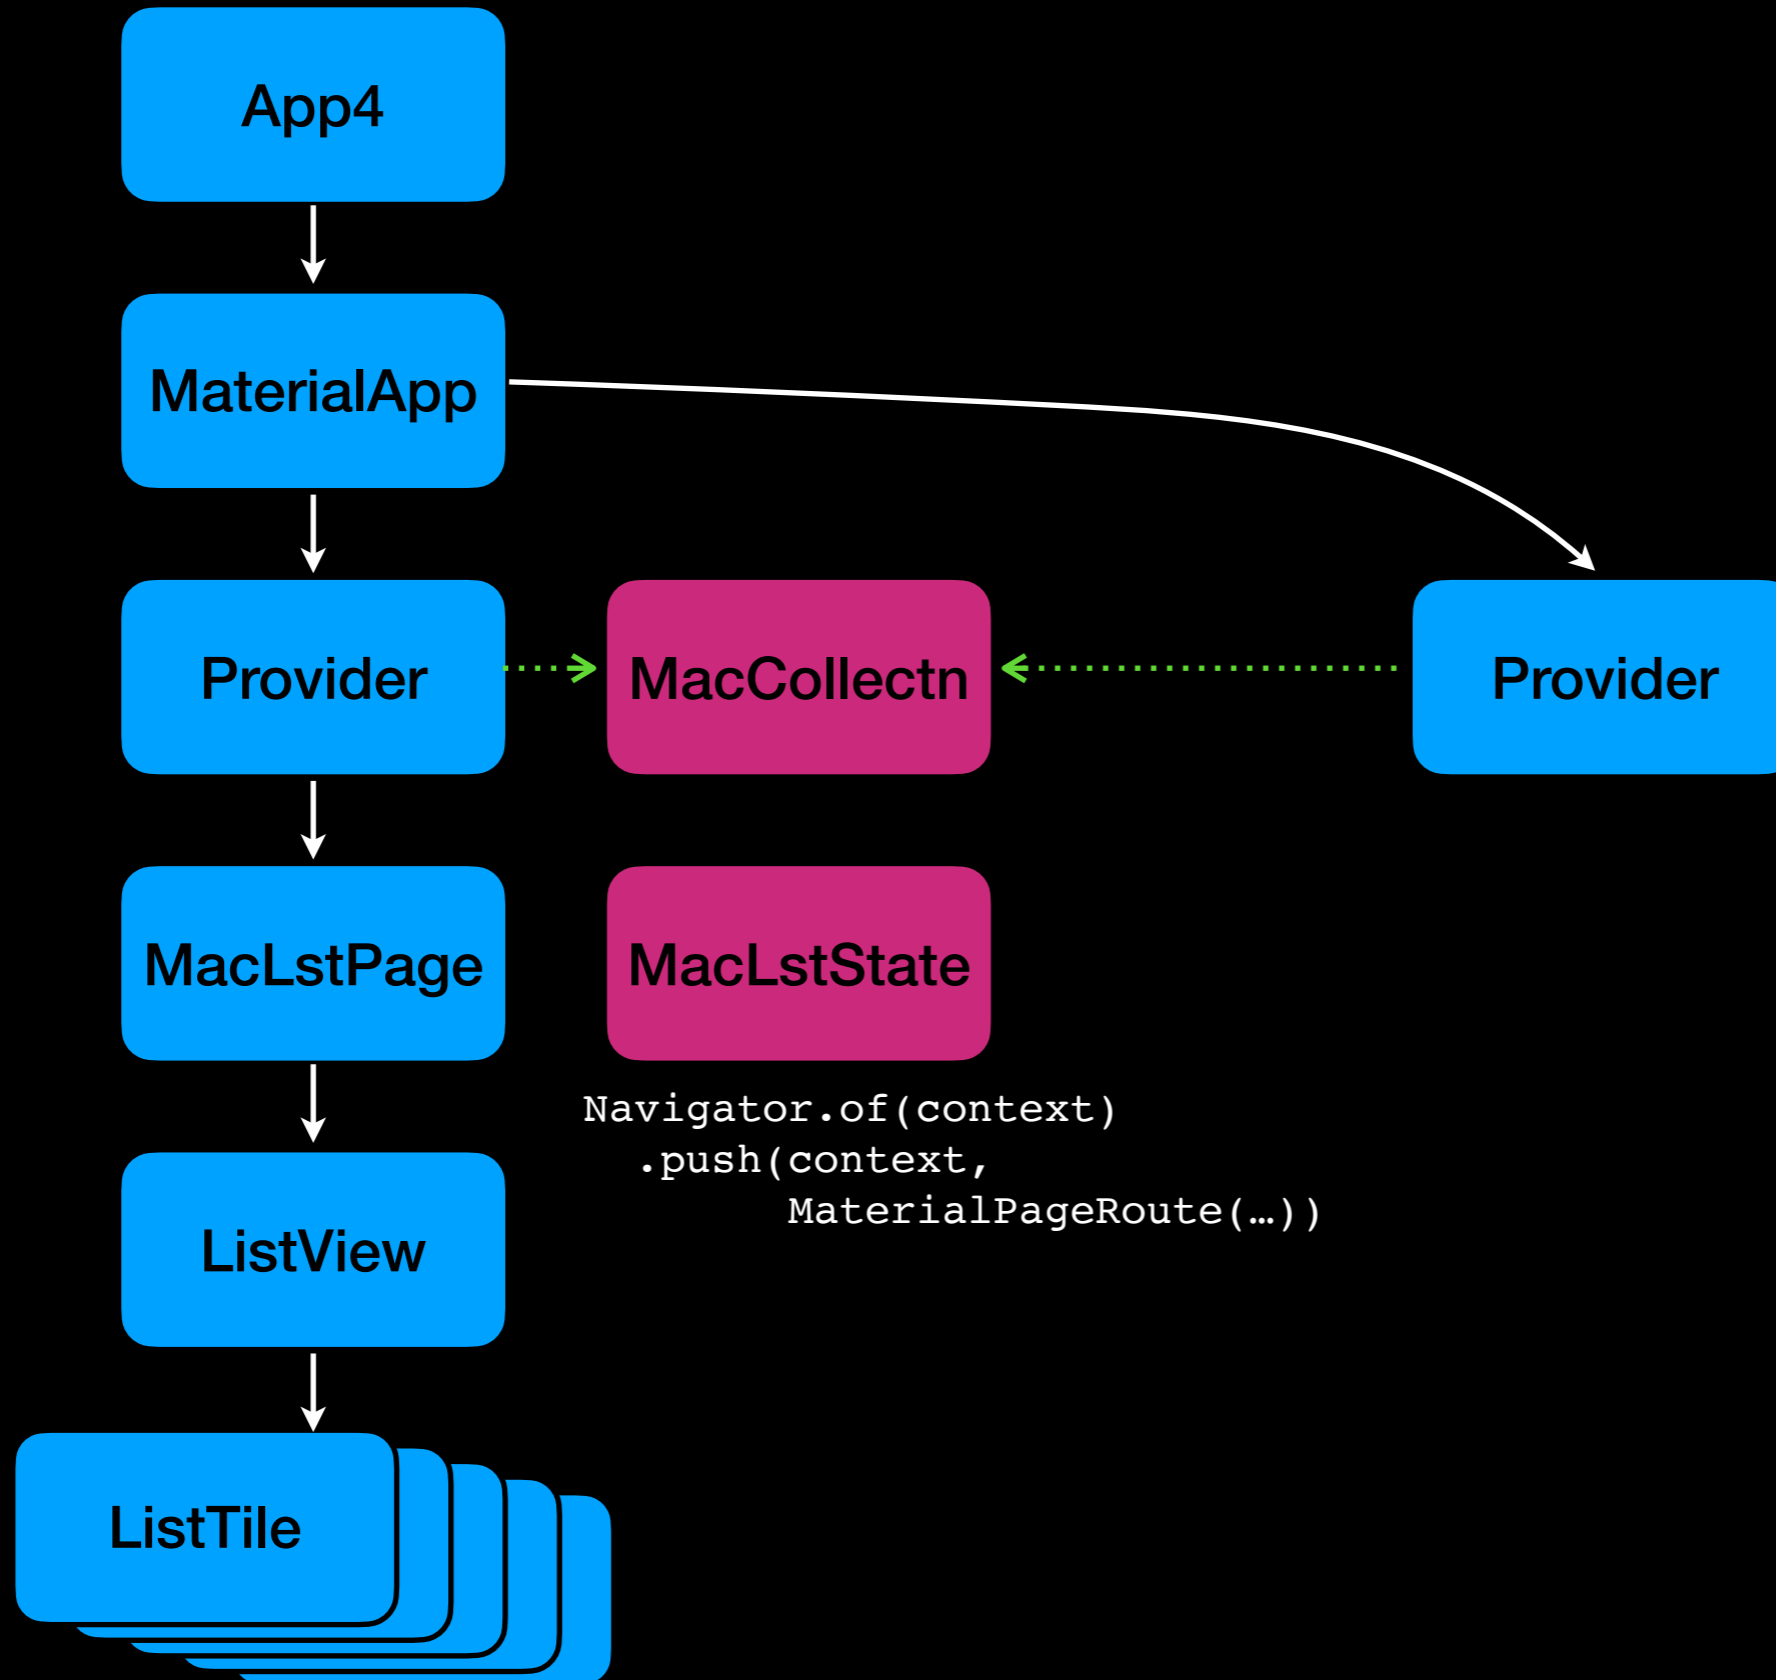 App4
MaterialApp
Provider
MacCollectn
Provider
MacLstPage
MacLstState
Navigator.of(context)
.push(context,
MaterialPageRoute(…))
ListView
ListTile